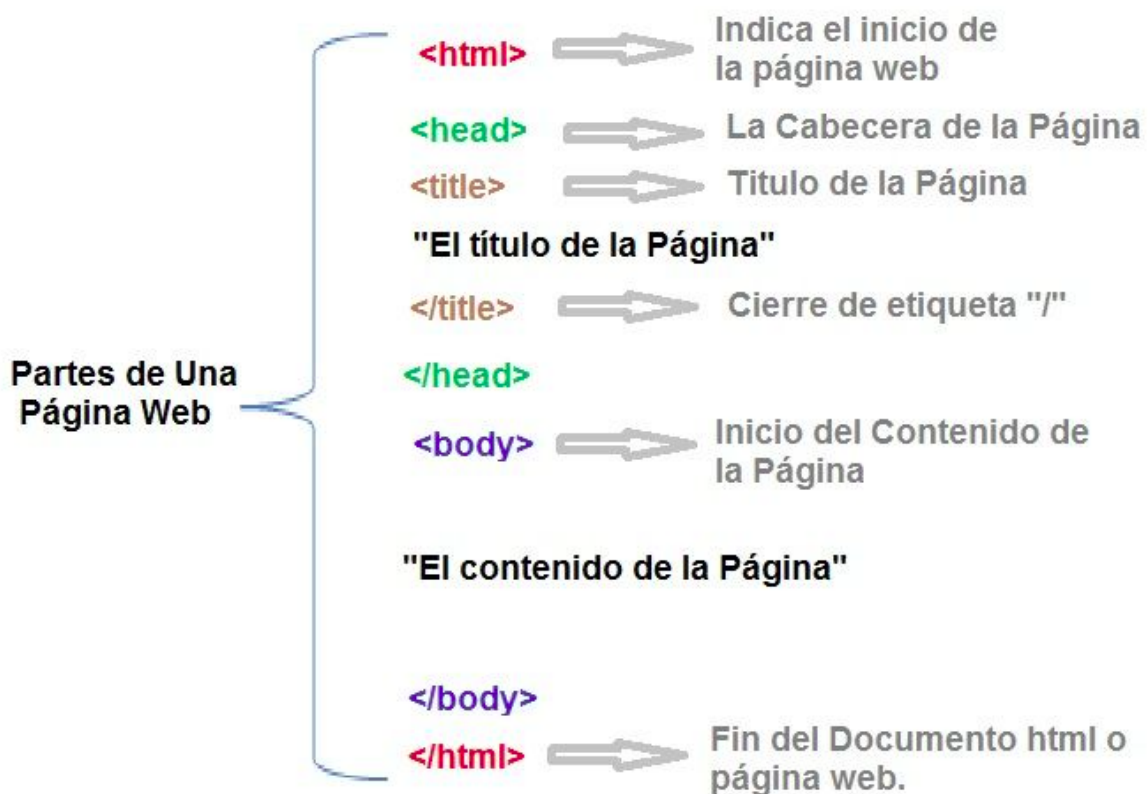 <html>
Indica el inicio de
la página web
<head>
La Cabecera de la Página
<title>
Titulo de la Página
"El título de la Página"
</title>
Cierre de etiqueta "/"
Partes de Una
Página Web
</head>
<body>
Inicio del Contenido de
la Página
"El contenido de la Página"
</body>
</html>
Fin del Documento html o
página web.